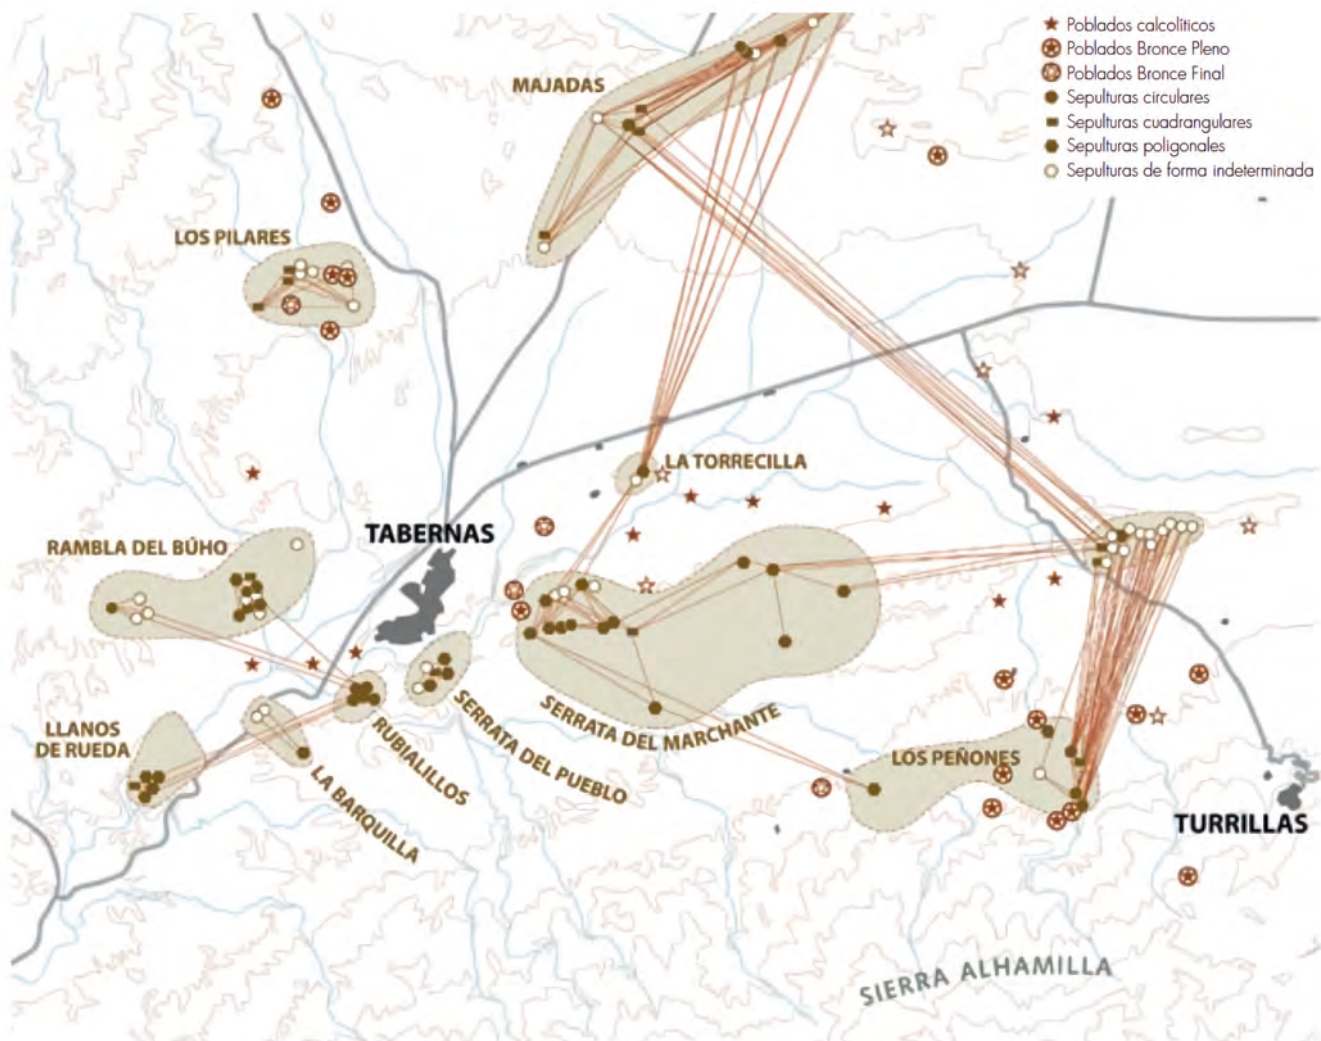 Poblados calcolíticos
Poblados Bronce Pleno
Poblados Bronce Final
Sepulturas circulares
Sepulturas cuadrangulares
Sepulturas poligonales
Sepulturas de forma indeterminada
MAJADAS
LOS PILARES
LA TORRECILLA
TABERNAS
RAMBLA DEL BÚHO
SERRATA DEL MARCHANTE
SERRATA DEL PUEBLO
RUBIALILLOS
LA BARQUILLA
LLANOS
DE RUEDA
LOS PEÑONES
TURRILLAS
SIERRA ALHAMILLA